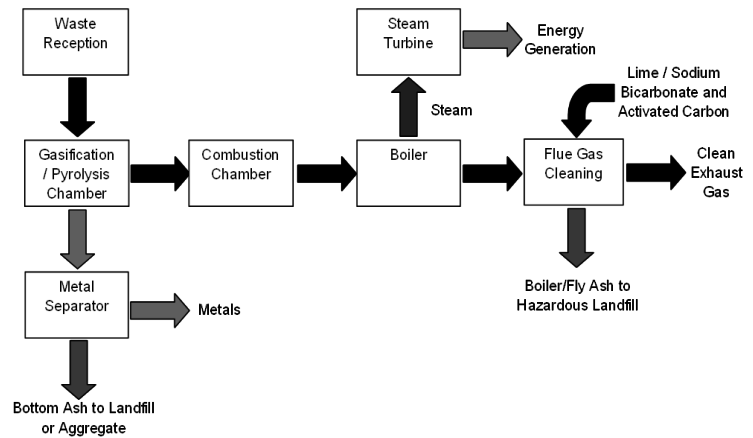 Waste
Reception
Steam
Turbine
Energy
Generation
Lime / Sodium
Bicarbonate and
Activated Carbon
Steam
Gasification
/ Pyrolysis
Chamber
Combustion
Chamber
Boiler
Flue Gas
Cleaning
Clean
Exhaust
Gas
Metal
Separator
Metals
Boiler/Fly Ash to
Hazardous Landfill
Bottom Ash to Landfill
or Aggregate